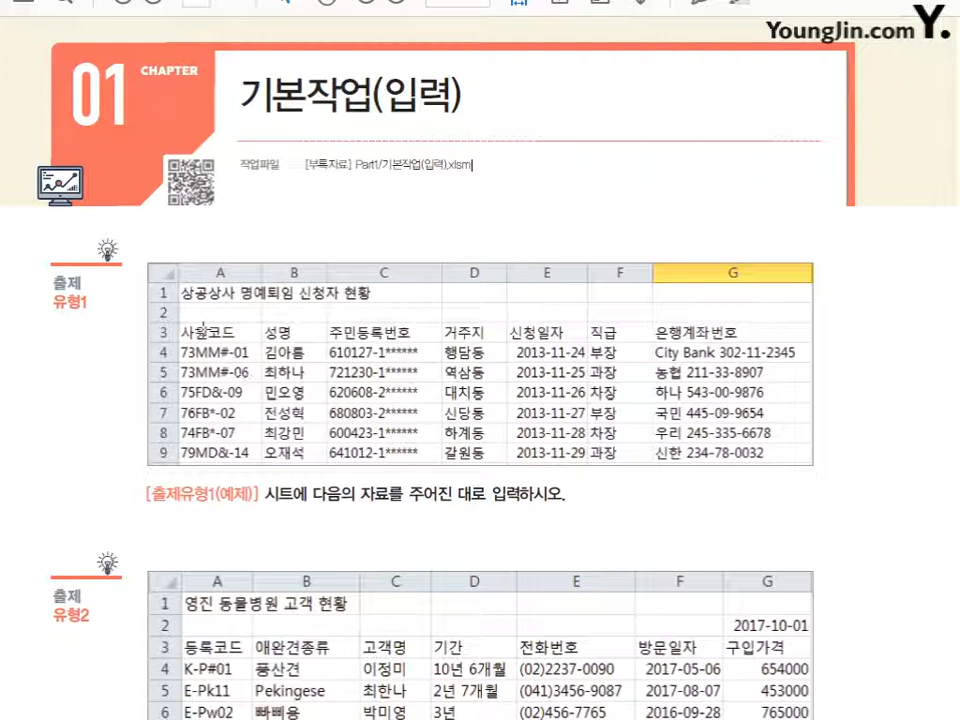 YoungJin.com Y.
01 CHAPTER
기본작업(입력)
작업파일 [부록자료] Part1/기본작업(입력).xlsm
출제
유형1
A B C D E F G
1 상공상사 명예퇴임 신청자 현황
2
3 사원코드 성명 주민등록번호 거주지 신청일자 직급 은행계좌번호
4 73MM#-01 김아름 610127-1****** 행담동 2013-11-24 부장 City Bank 302-11-2345
5 73MM#-06 최하나 721230-1****** 역삼동 2013-11-25 과장 농협 211-33-8907
6 75FD&-09 민오영 620608-2****** 대치동 2013-11-26 차장 하나 543-00-9876
7 76FB*-02 전성혁 680803-2****** 신당동 2013-11-27 부장 국민 445-09-9654
8 74FB*-07 최강민 600423-1****** 하계동 2013-11-28 차장 우리 245-335-6678
9 79MD&-14 오재석 641012-1****** 갈원동 2013-11-29 과장 신한 234-78-0032
[출제유형1(예제)] 시트에 다음의 자료를 주어진 대로 입력하시오.
출제
유형2
A B C D E F G
1 영진 동물병원 고객 현황
2 2017-10-01
3 등록코드 애완견종류 고객명 기간 전화번호 방문일자 구입가격
4 K-P#01 풍산견 이정미 10년 6개월 (02)2237-0090 2017-05-06 654000
5 E-Pk11 Pekingese 최한나 2년 7개월 (041)3456-9087 2017-08-07 453000
6 E-Pw02 빠삐용 박미영 3년 (02)456-7765 2016-09-28 765000